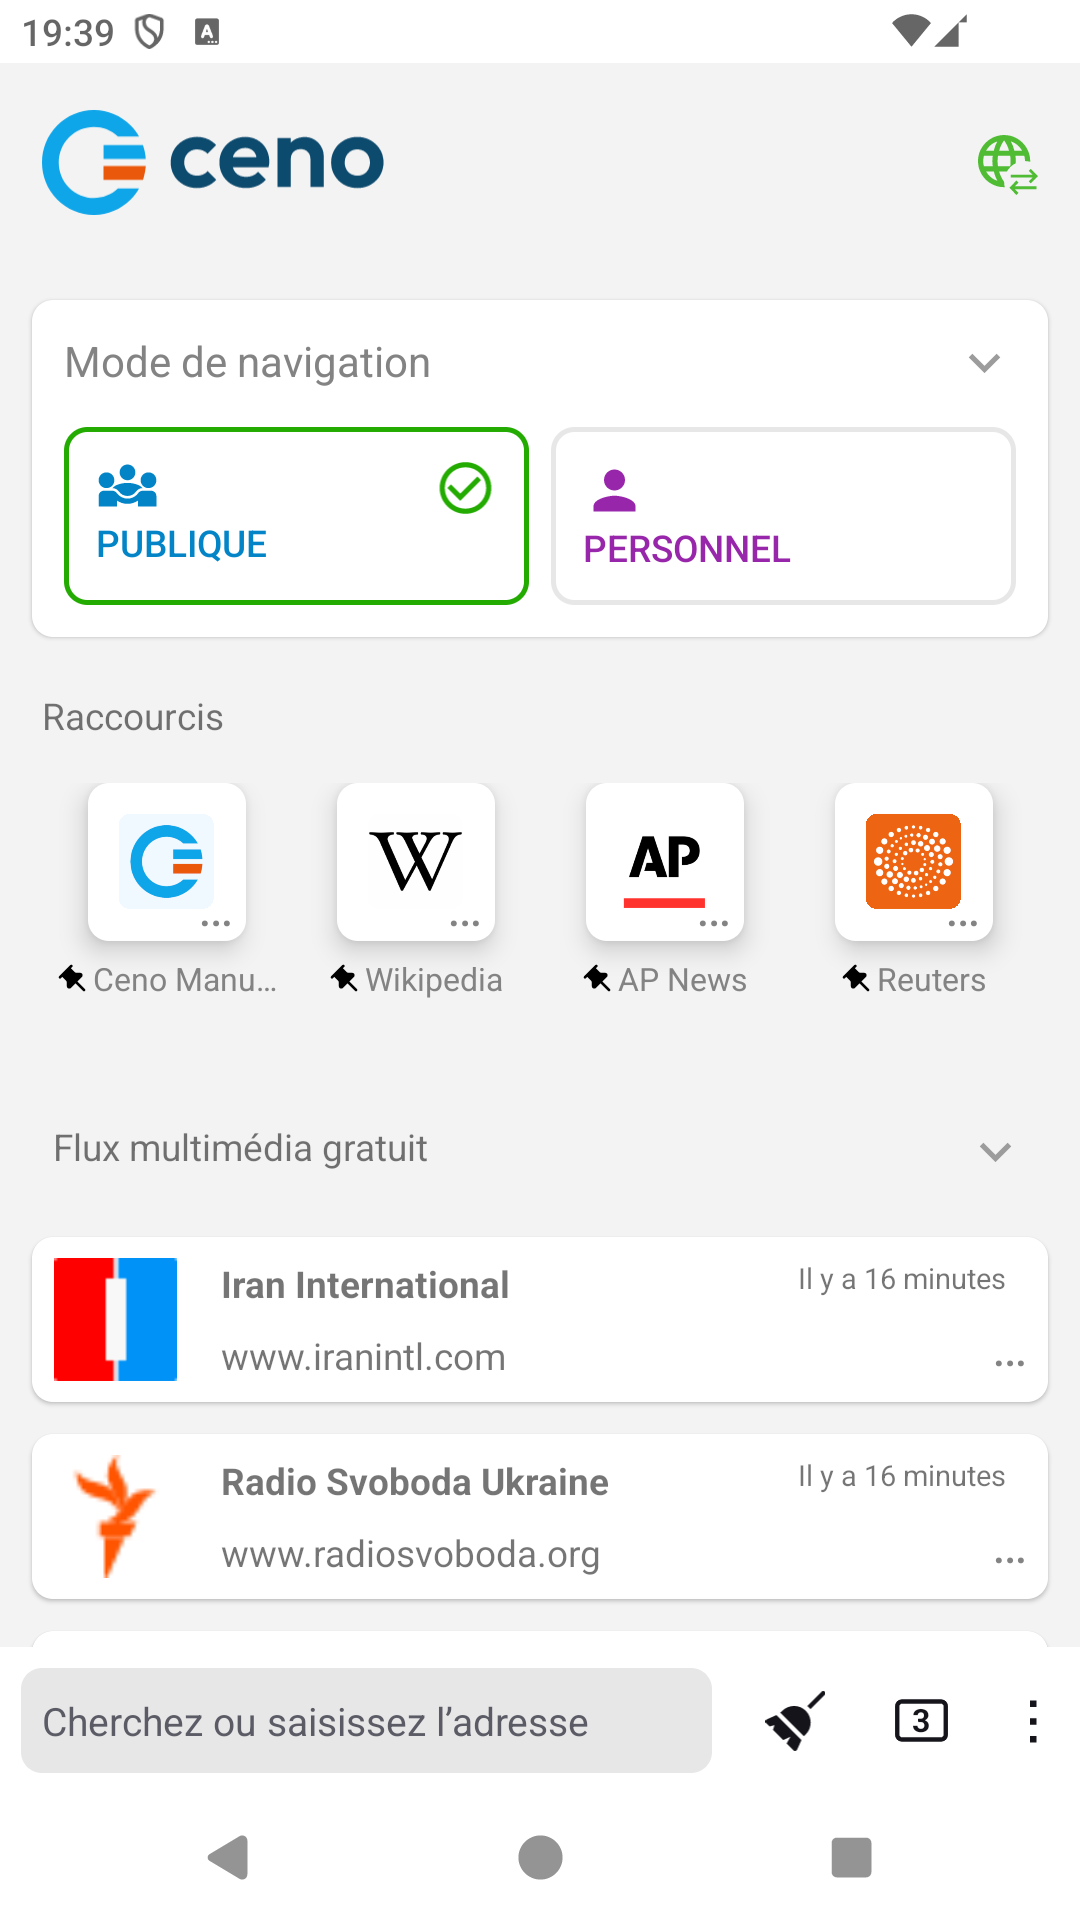 19:39
ceno
Mode de navigation
PUBLIQUE
PERSONNEL
Raccourcis
W
AP
Ceno Manu...
Wikipedia
AP News
Reuters
Flux multimédia gratuit
Iran International
Il y a 16 minutes
www.iranintl.com
Radio Svoboda Ukraine
Il y a 16 minutes
www.radiosvoboda.org
Cherchez ou saisissez l’adresse
3